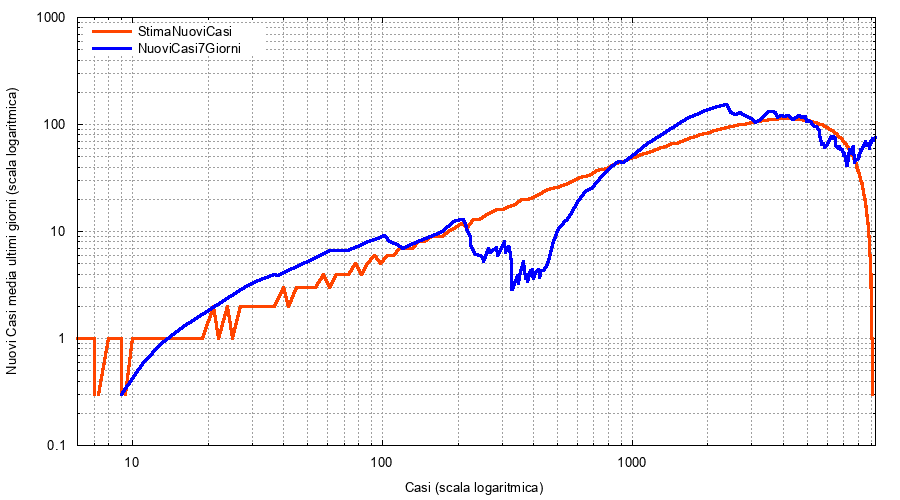 1000
StimaNuoviCasi
NuoviCasi7Giorni
100
10
1
0.1
Nuovi Casi media ultimi giorni (scala logaritmica)
10
100
1000
Casi (scala logaritmica)